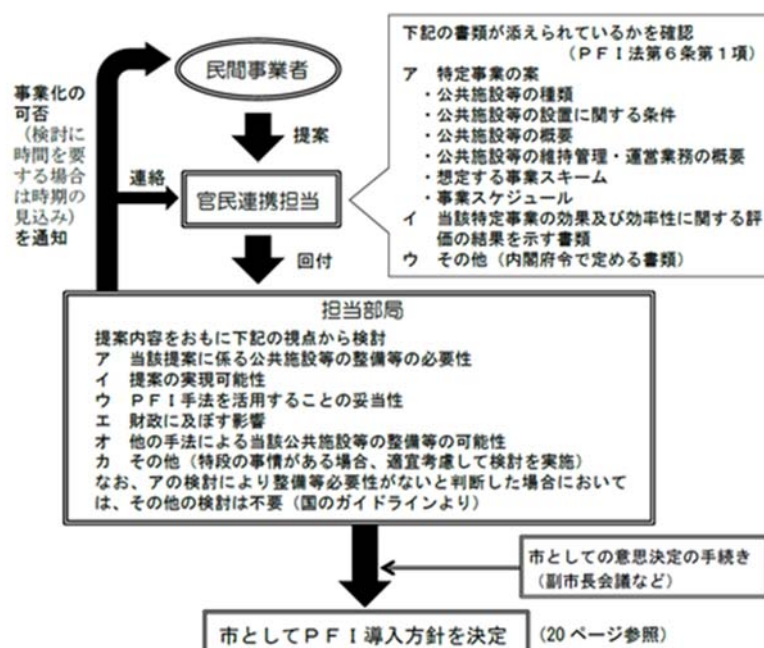 下記の書類が添えられているかを確認
（ＰＦＩ法第６条第１項）
ア　特定事業の案
・公共施設等の種類
・公共施設等の設置に関する条件
・公共施設等の概要
・公共施設等の維持管理・運営業務の概要
・想定する事業スキーム
・事業スケジュール
イ　当該特定事業の効果及び効率性に関する評
価の結果を示す書類
ウ　その他（内閣府令で定める書類）
民間事業者
提案
事業化の
可否
（検討に
時間を要
する場合
は時期の
見込み）
を通知
連絡
官民連携担当
回付
担当部局
提案内容をおもに下記の視点から検討
ア　当該提案に係る公共施設等の整備等の必要性
イ　提案の実現可能性
ウ　ＰＦＩ手法を活用することの妥当性
エ　財政に及ぼす影響
オ　他の手法による当該公共施設等の整備等の可能性
カ　その他（特段の事情がある場合、適宜考慮して検討を実施）
なお、アの検討により整備等必要性がないと判断した場合において
は、その他の検討は不要（国のガイドラインより）
市としての意思決定の手続き
（副市長会議など）
市としてＰＦＩ導入方針を決定
（20 ページ参照）